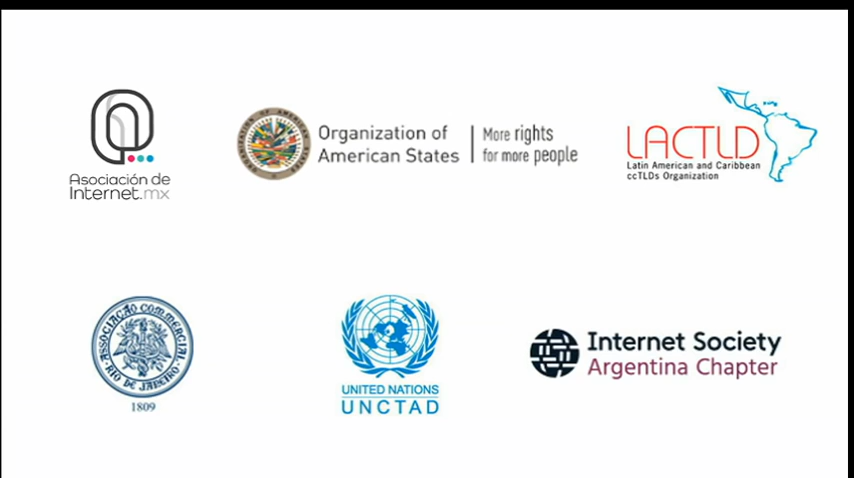 Asociación de
Internet.mx
Organization of
American States
More rights
for more people
LACTLD
Latin American and Caribbean
ccTLDs Organization
ASSOCIAÇÃO COMMERCIAL
RIO DE JANEIRO
1809
UNITED NATIONS
UNCTAD
Internet Society
Argentina Chapter